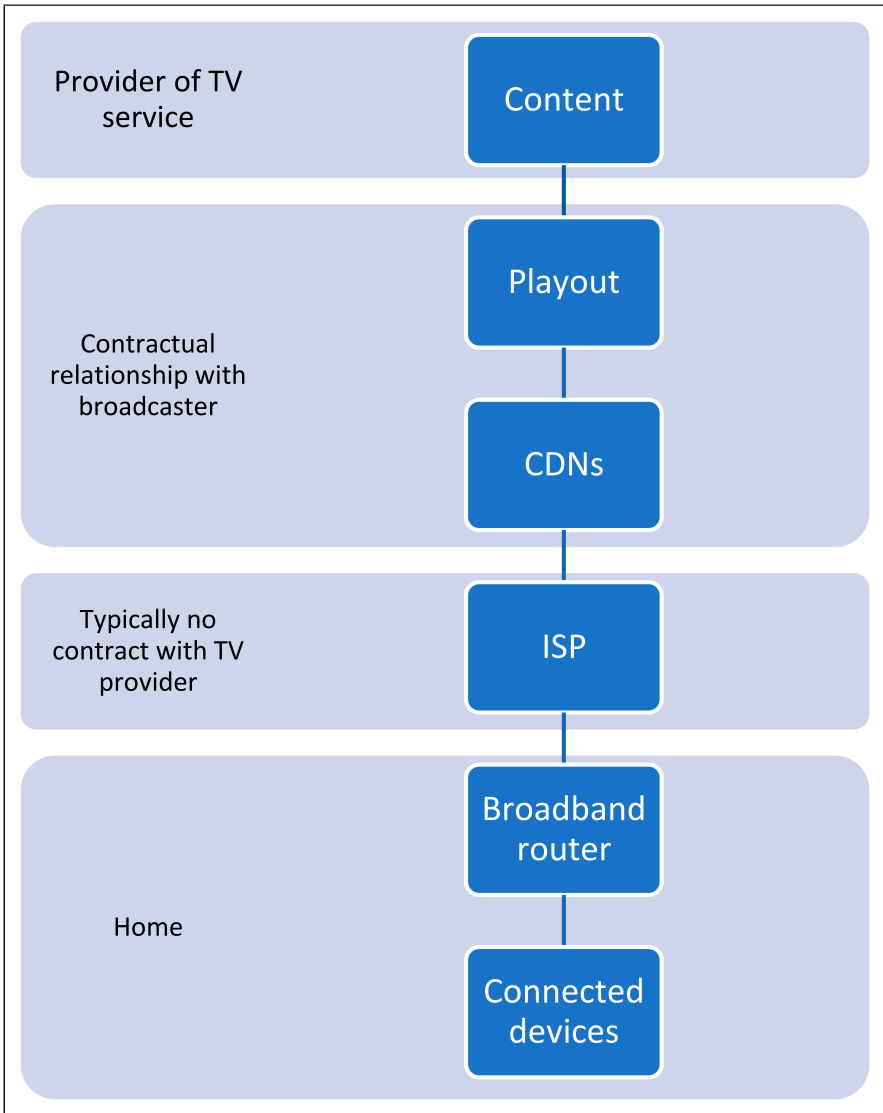 Provider of TV
service
Content
Playout
Contractual
relationship with
broadcaster
CDNs
Typically no
contract with TV
provider
ISP
Broadband
router
Home
Connected
devices